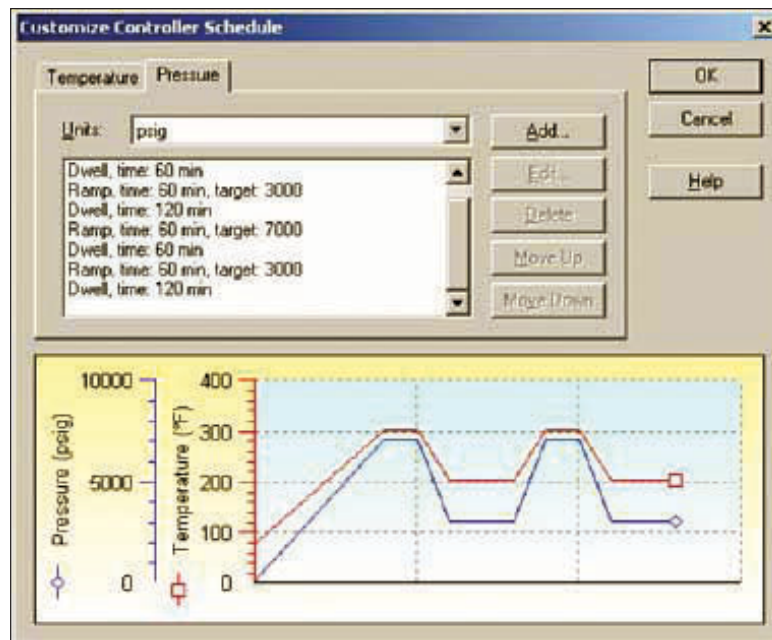 Customize Controller Schedule
Temperature
Pressure
OK
Cancel
Help
Units:
psig
Add...
Edit...
Delete
Move Up
Move Down
Dwell, time: 60 min
Ramp, time: 60 min, target: 3000
Dwell, time: 120 min
Ramp, time: 60 min, target: 7000
Dwell, time: 60 min
Ramp, time: 60 min, target: 3000
Dwell, time: 120 min
Pressure (psig)
10000
5000
0
Temperature (°F)
400
300
200
100
0